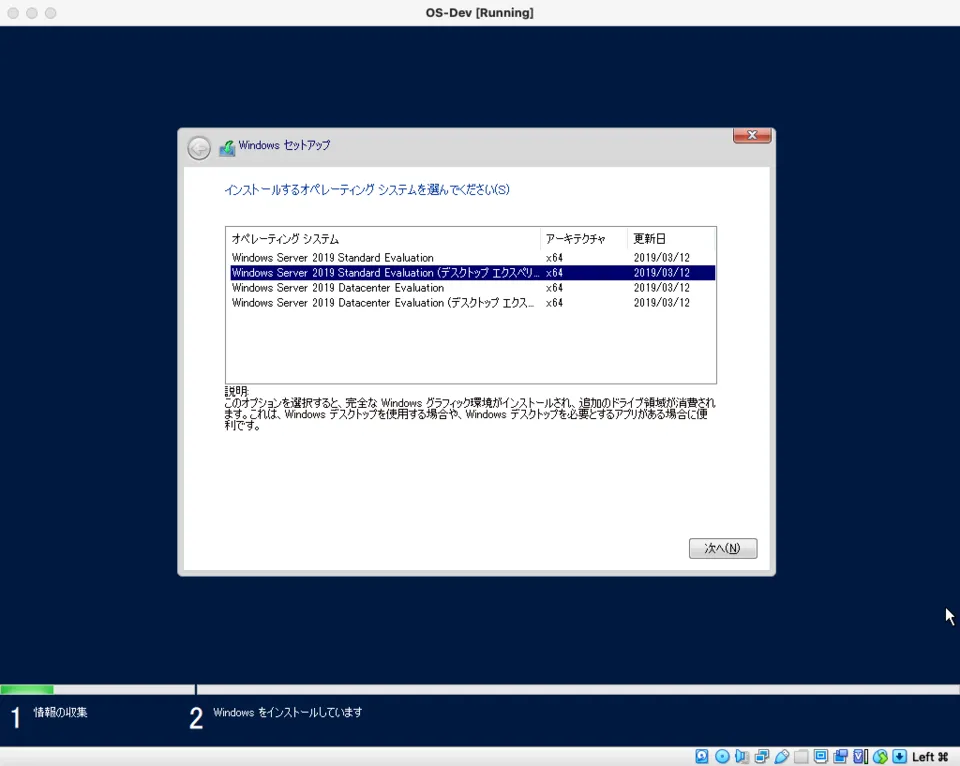 OS-Dev [Running]
Windows セットアップ
インストールするオペレーティング システムを選んでください(S)
オペレーティング システム アーキテクチャ 更新日
Windows Server 2019 Standard Evaluation x64 2019/03/12
Windows Server 2019 Standard Evaluation (デスクトップ エクスペリ... x64 2019/03/12
Windows Server 2019 Datacenter Evaluation x64 2019/03/12
Windows Server 2019 Datacenter Evaluation (デスクトップ エクス... x64 2019/03/12
説明:
このオプションを選択すると、完全な Windows グラフィック環境がインストールされ、追加のドライブ領域が消費され
ます。これは、Windows デスクトップを使用する場合や、Windows デスクトップを必要とするアプリがある場合に便
利です。
次へ(N)
1 情報の収集 2 Windows をインストールしています
Left ⌘